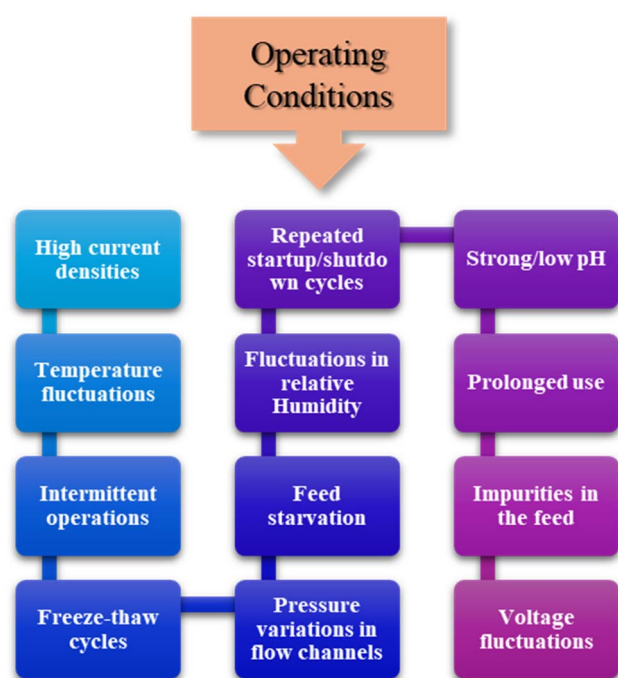 Operating
Conditions
High current
densities
Temperature
fluctuations
Intermittent
operations
Freeze-thaw
cycles
Pressure
variations in
flow channels
Feed
starvation
Fluctuations in
relative
Humidity
Repeated
startup/shutdo
wn cycles
Strong/low pH
Prolonged use
Impurities in
the feed
Voltage
fluctuations